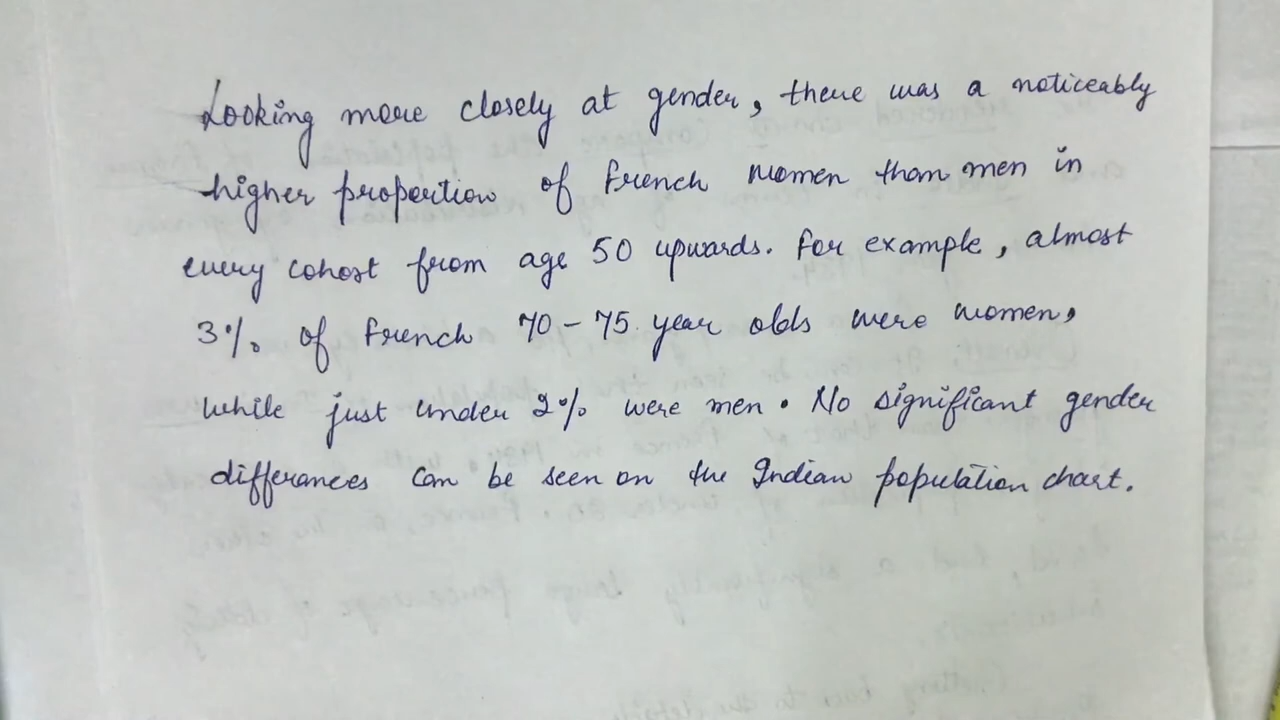 Looking more closely at gender, there was a noticeably
higher proportion of French women than men in
every cohort from age 50 upwards. For example, almost
3% of French 70-75 year olds were women,
while just under 2% were men. No significant gender
differences can be seen on the Indian population chart.